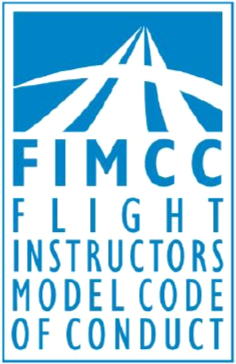 FIMCC
FLIGHT
INSTRUCTORS
MODEL CODE
OF CONDUCT